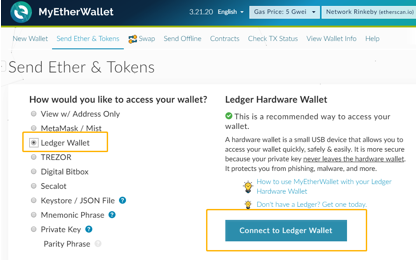 MyEtherWallet
3.21.20 English Gas Price: 5 Gwei Network Rinkeby (etherscan.io)
New Wallet Send Ether & Tokens Swap Send Offline Contracts Check TX Status View Wallet Info Help
Send Ether & Tokens
How would you like to access your wallet?
View w/ Address Only
MetaMask / Mist
Ledger Wallet
TREZOR
Digital Bitbox
Secalot
Keystore / JSON File ?
Mnemonic Phrase ?
Private Key ?
Parity Phrase
Ledger Hardware Wallet
This is a recommended way to access your
wallet.
A hardware wallet is a small USB device that allows you to
access your wallet quickly, safely & easily. It is more secure
because your private key never leaves the hardware wallet.
It protects you from phishing, malware, and more.
How to use MyEtherWallet with your Ledger
Hardware Wallet
Don't have a Ledger? Get one today.
Connect to Ledger Wallet